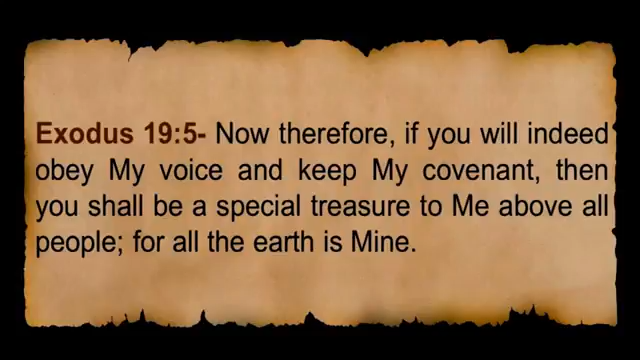 Exodus 19:5- Now therefore, if you will indeed
obey My voice and keep My covenant, then
you shall be a special treasure to Me above all
people; for all the earth is Mine.